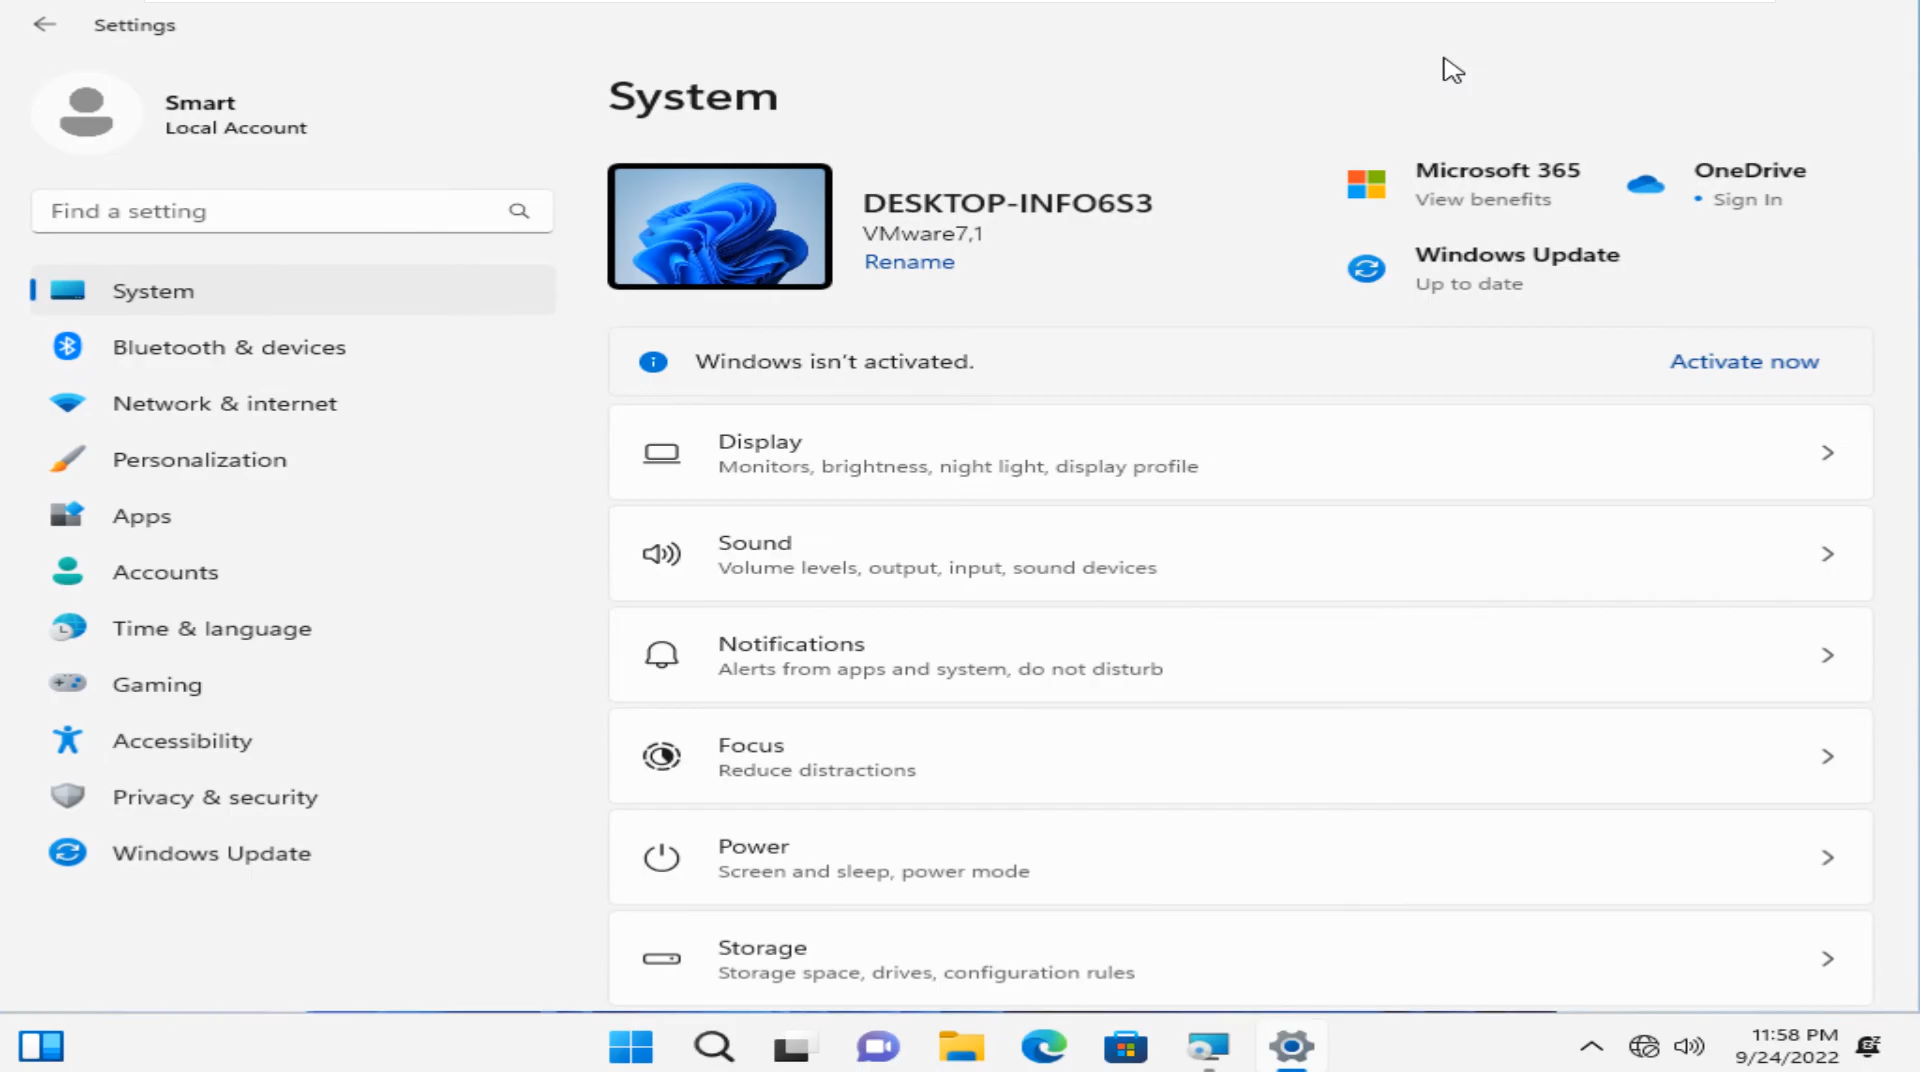 Settings
Smart
Local Account
Find a setting
System
Bluetooth & devices
Network & internet
Personalization
Apps
Accounts
Time & language
Gaming
Accessibility
Privacy & security
Windows Update
System
DESKTOP-INFO6S3
VMware7,1
Rename
Microsoft 365
View benefits
OneDrive
• Sign In
Windows Update
Up to date
Windows isn't activated.
Activate now
Display
Monitors, brightness, night light, display profile
Sound
Volume levels, output, input, sound devices
Notifications
Alerts from apps and system, do not disturb
Focus
Reduce distractions
Power
Screen and sleep, power mode
Storage
Storage space, drives, configuration rules
11:58 PM
9/24/2022